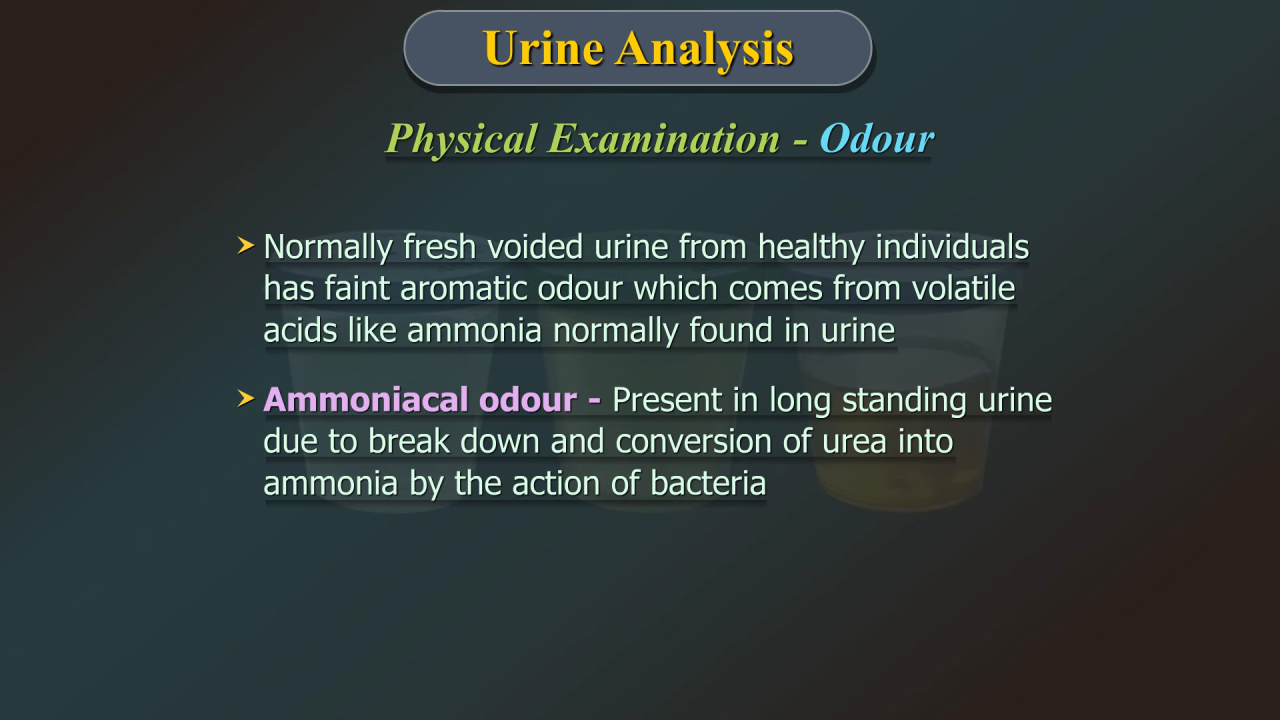 Urine Analysis
Physical Examination - Odour
➤ Normally fresh voided urine from healthy individuals
has faint aromatic odour which comes from volatile
acids like ammonia normally found in urine
➤ Ammoniacal odour - Present in long standing urine
due to break down and conversion of urea into
ammonia by the action of bacteria